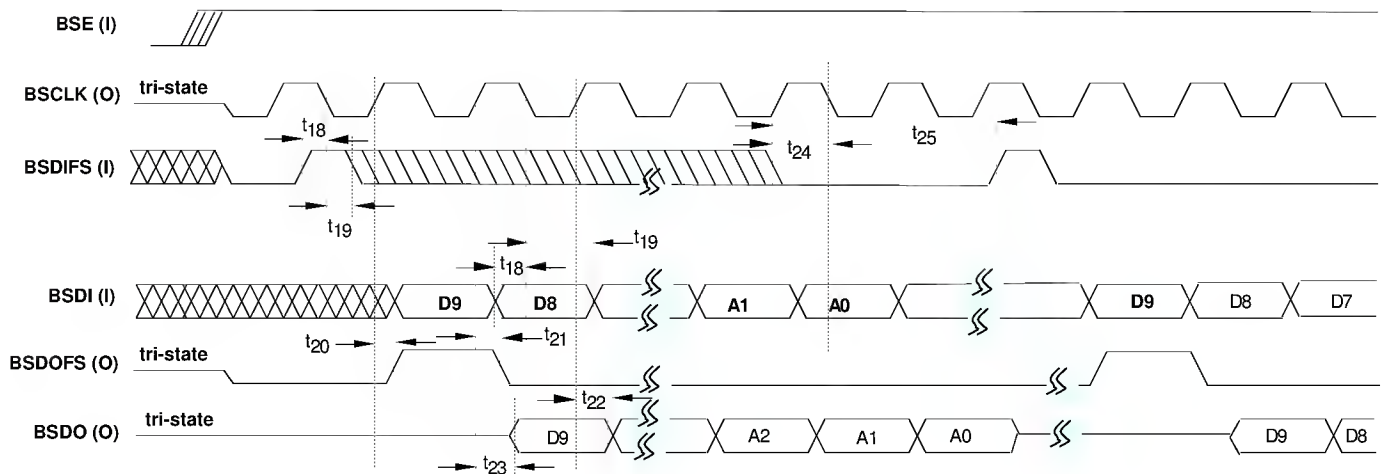 BSE (I)
BSCLK (O) tri-state
t18
t24
t25
BSDIFS (I)
t19
t19
t18
BSDI (I) D9 D8 A1 A0 D9 D8 D7
t20
t21
BSDOFS (O) tri-state
t22
BSDO (O) tri-state D9 A2 A1 A0 D9 D8
t23